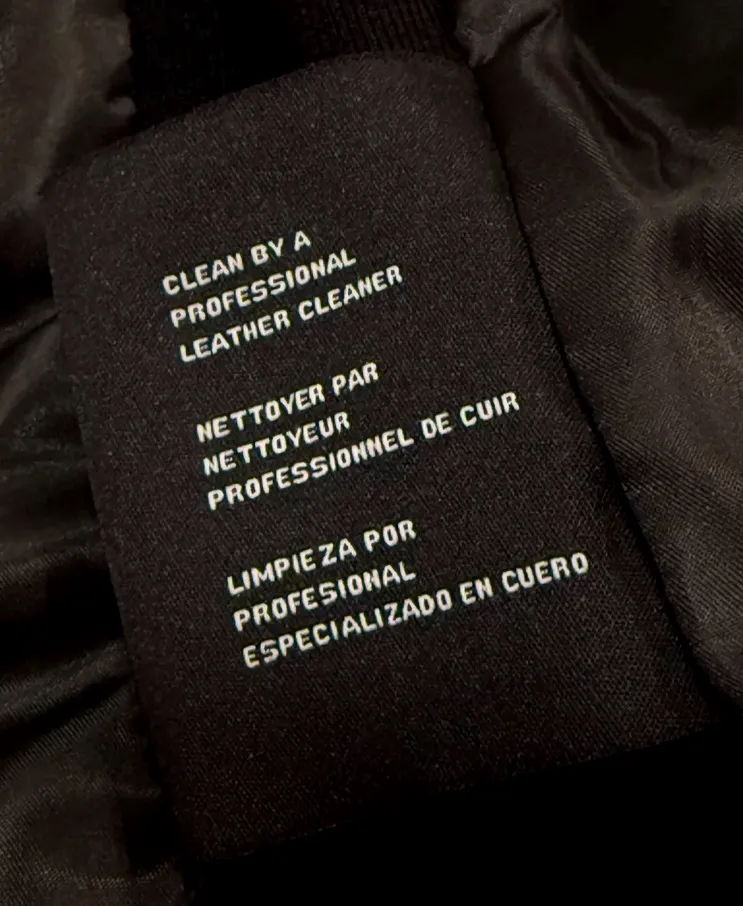 CLEAN BY A
PROFESSIONAL
LEATHER CLEANER
NETTOYER PAR
NETTOYEUR
PROFESSIONNEL DE CUIR
LIMPIEZA POR
PROFESIONAL
ESPECIALIZADO EN CUERO